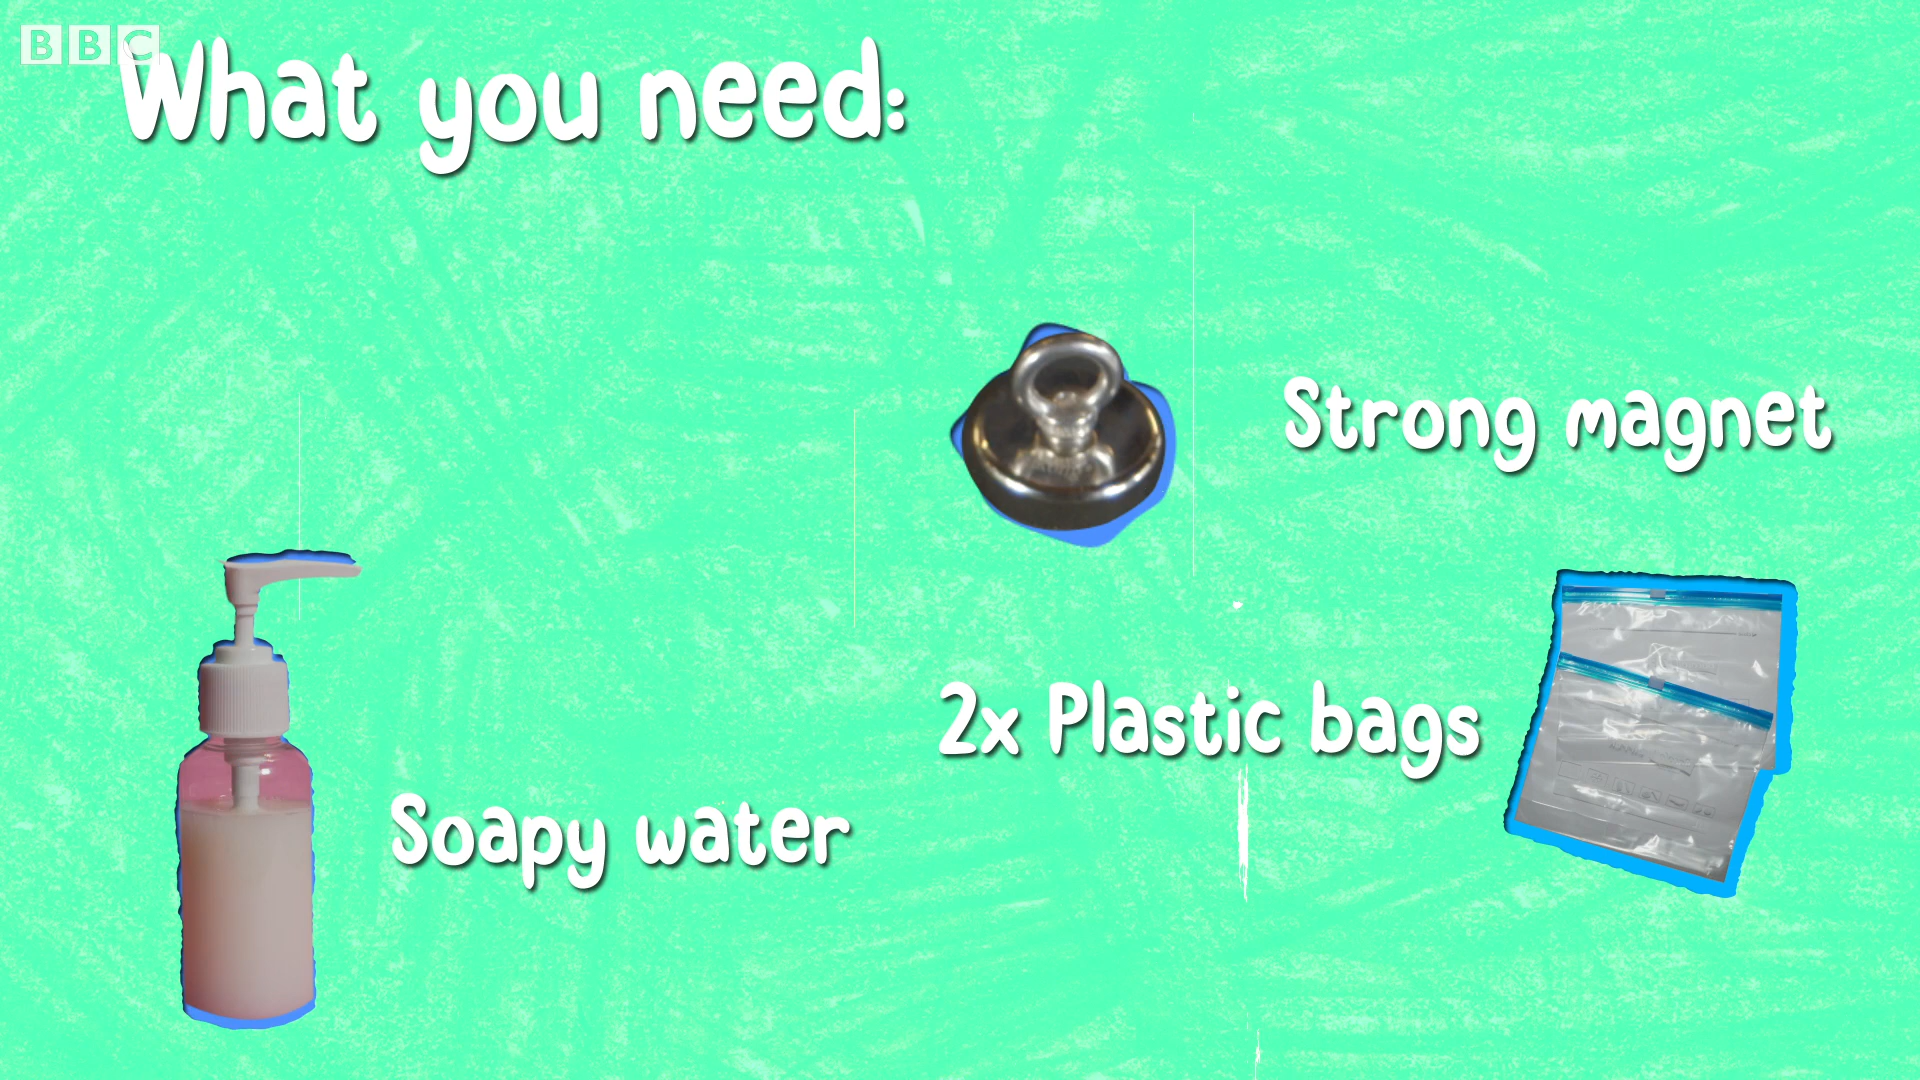 BBC
What you need:
Strong magnet
2x Plastic bags
Soapy water